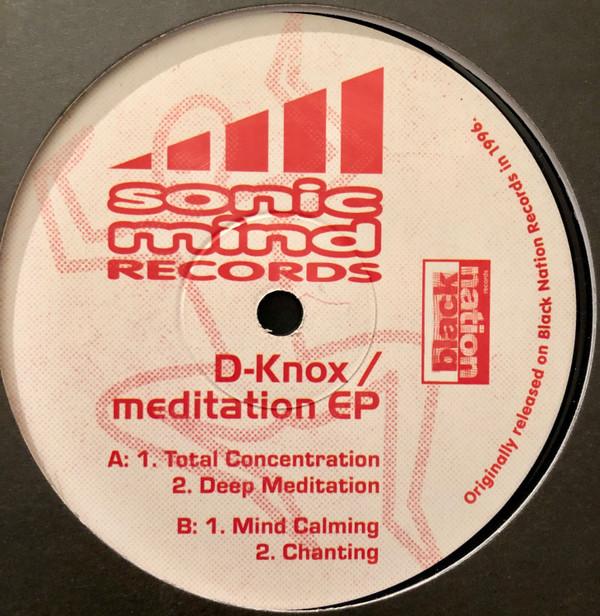 sonic
mind
RECORDS
black
nation
records
Originally released on Black Nation Records in 1996.
D-Knox /
meditation EP
A: 1. Total Concentration
2. Deep Meditation
B: 1. Mind Calming
2. Chanting